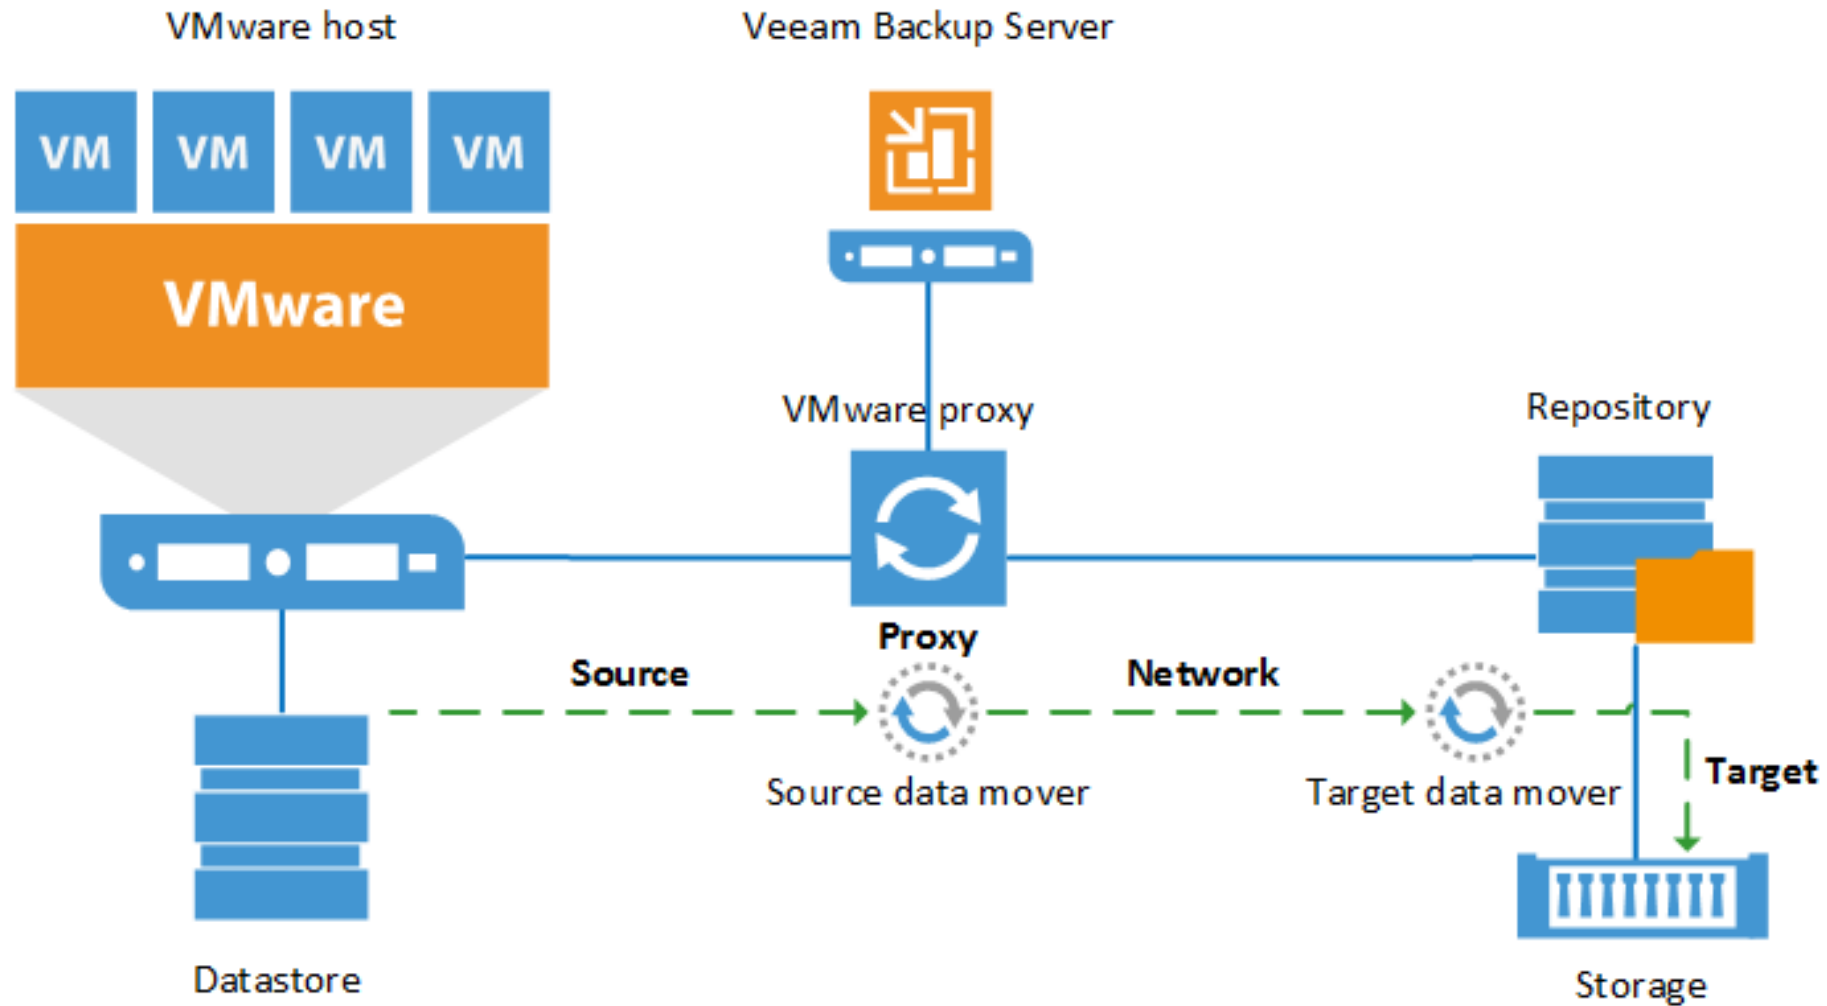 VMware host
Veeam Backup Server
VM VM VM VM
VMware
VMware proxy
Repository
Proxy
Source
Network
Source data mover
Target data mover
Target
Datastore
Storage